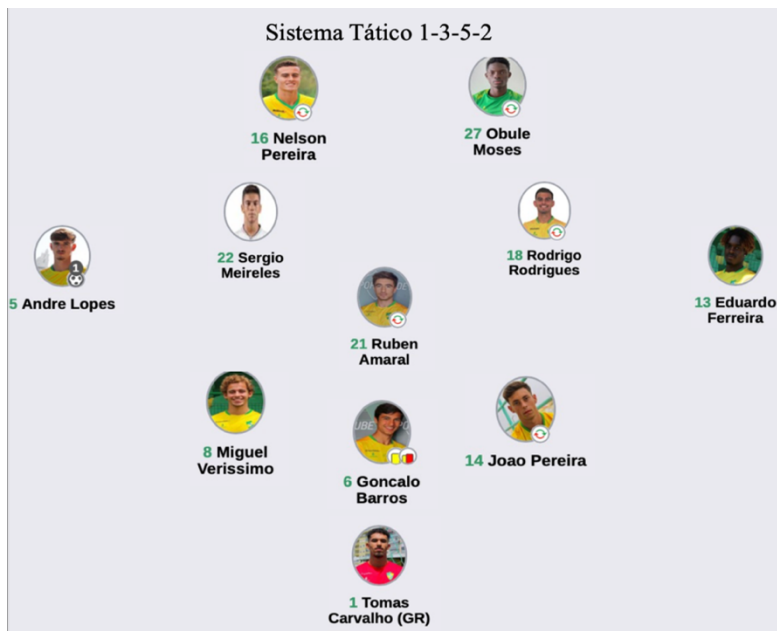 Sistema Tático 1-3-5-2
16 Nelson
Pereira
27 Obule
Moses
22 Sergio
Meireles
18 Rodrigo
Rodrigues
1
5 Andre Lopes
13 Eduardo
Ferreira
21 Ruben
Amaral
8 Miguel
Verissimo
14 Joao Pereira
6 Goncalo
Barros
1 Tomas
Carvalho (GR)